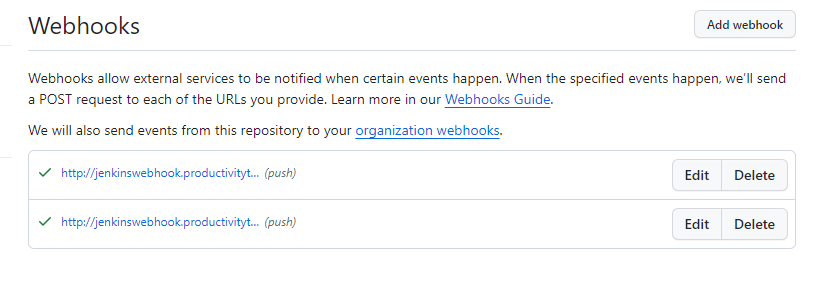 Webhooks
Add webhook
Webhooks allow external services to be notified when certain events happen. When the specified events happen, we'll send
a POST request to each of the URLs you provide. Learn more in our Webhooks Guide.
We will also send events from this repository to your organization webhooks.
http://jenkinswebhook.productivityt... (push)
Edit
Delete
http://jenkinswebhook.productivityt... (push)
Edit
Delete